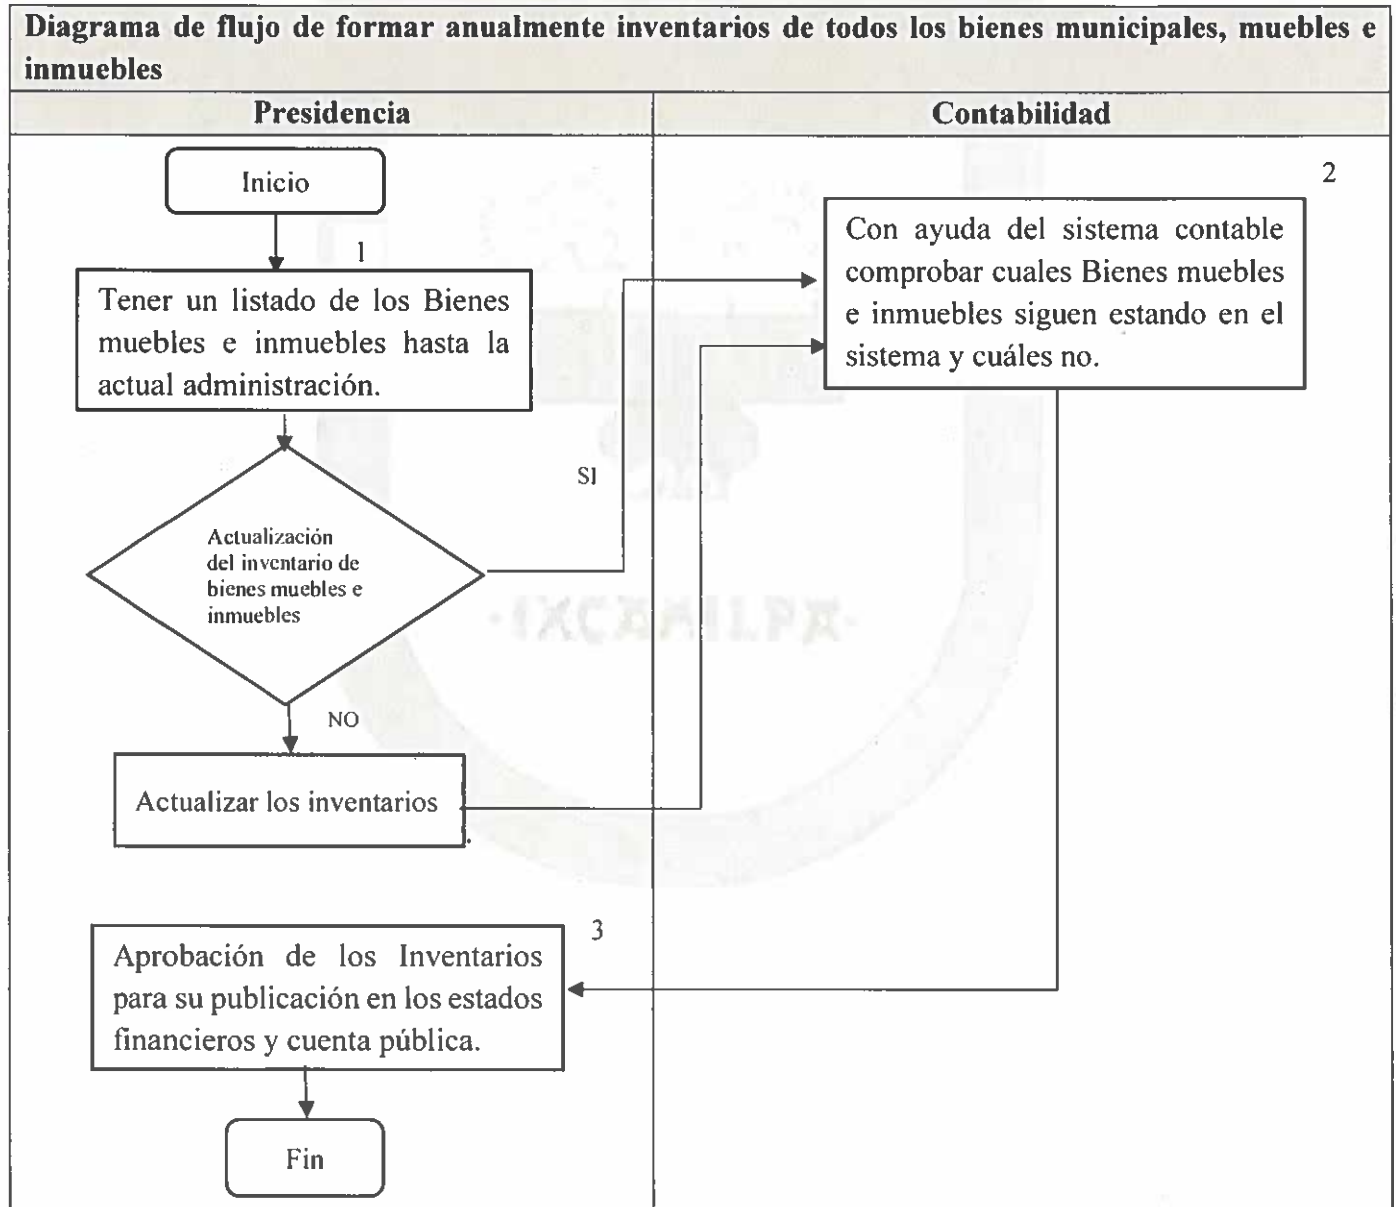 Diagrama de flujo de formar anualmente inventarios de todos los bienes municipales, muebles e
inmuebles
Presidencia
Contabilidad
Inicio
1
Tener un listado de los Bienes
muebles e inmuebles hasta la
actual administración.
2
Con ayuda del sistema contable
comprobar cuales Bienes muebles
e inmuebles siguen estando en el
sistema y cuáles no.
SI
Actualización
del inventario de
bienes muebles e
inmuebles
NO
Actualizar los inventarios
3
Aprobación de los Inventarios
para su publicación en los estados
financieros y cuenta pública.
Fin
·IXCAMILPA·